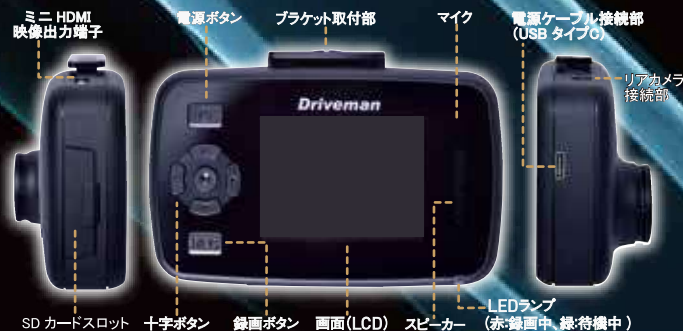 ミニ HDMI
映像出力端子
電源ボタン
ブラケット取付部
マイク
電源ケーブル接続部
(USB タイプC)
リアカメラ
接続部
Driveman
SD カードスロット
十字ボタン
録画ボタン
画面(LCD)
スピーカー
LEDランプ
(赤:録画中、緑:待機中 )